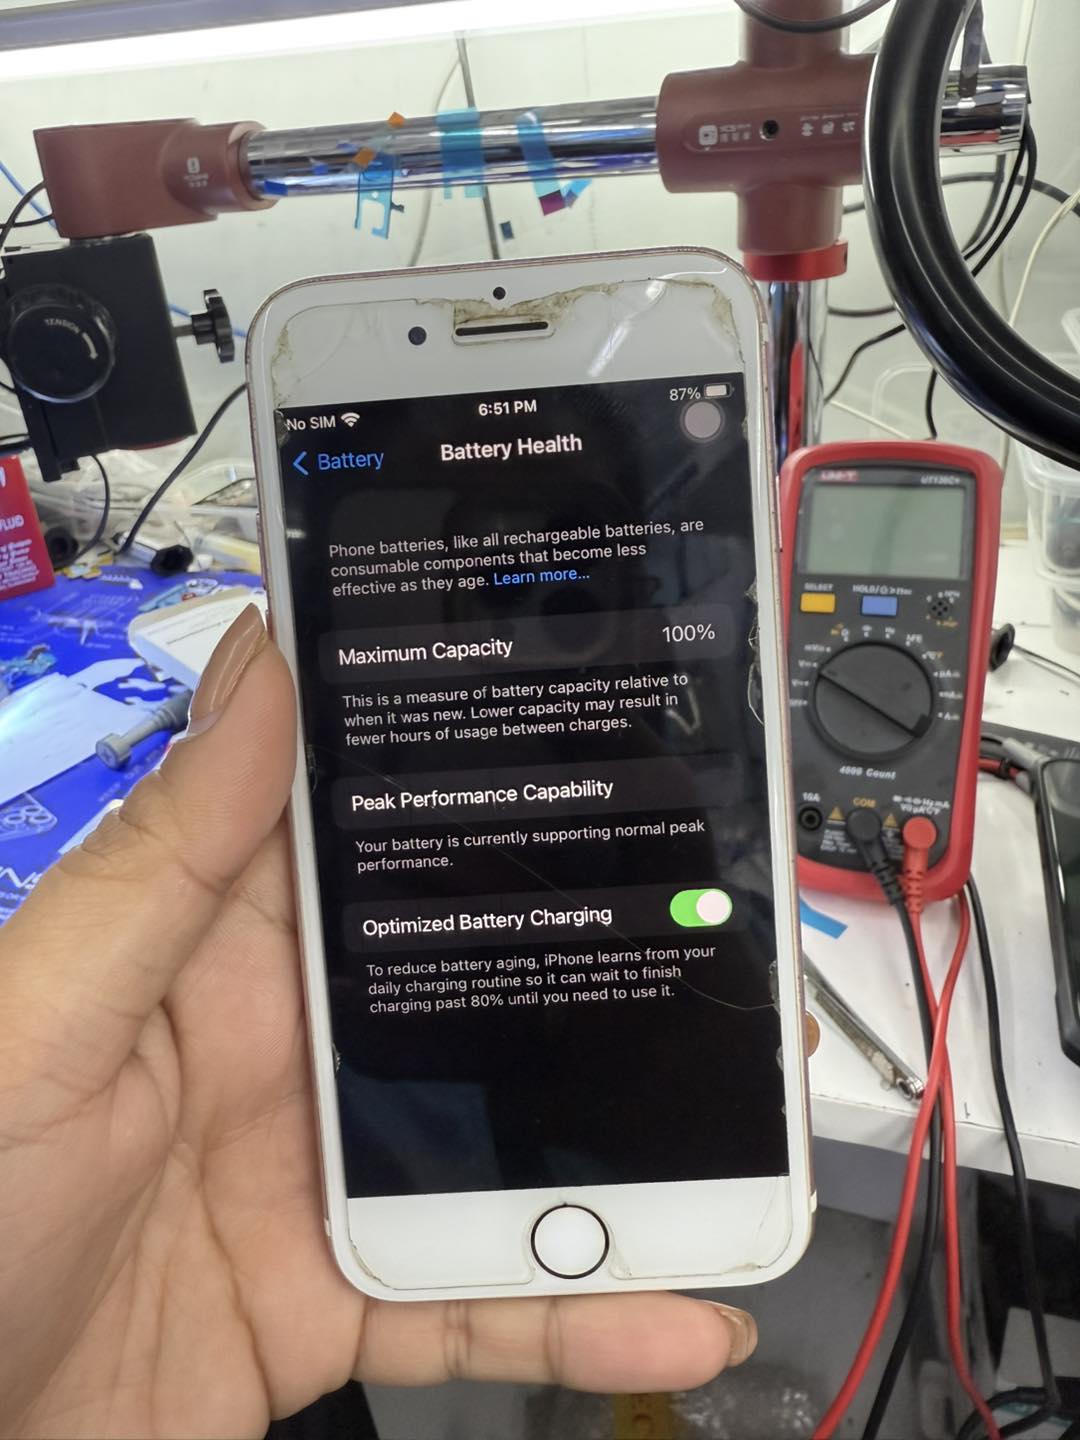 TENSION
No SIM
6:51 PM
87%
Battery
Battery Health
Phone batteries, like all rechargeable batteries, are
consumable components that become less
effective as they age. Learn more...
Maximum Capacity
100%
This is a measure of battery capacity relative to
when it was new. Lower capacity may result in
fewer hours of usage between charges.
Peak Performance Capability
Your battery is currently supporting normal peak
performance.
Optimized Battery Charging
To reduce battery aging, iPhone learns from your
daily charging routine so it can wait to finish
charging past 80% until you need to use it.
UNI-T
SELECT
4000 Count
10A
COM